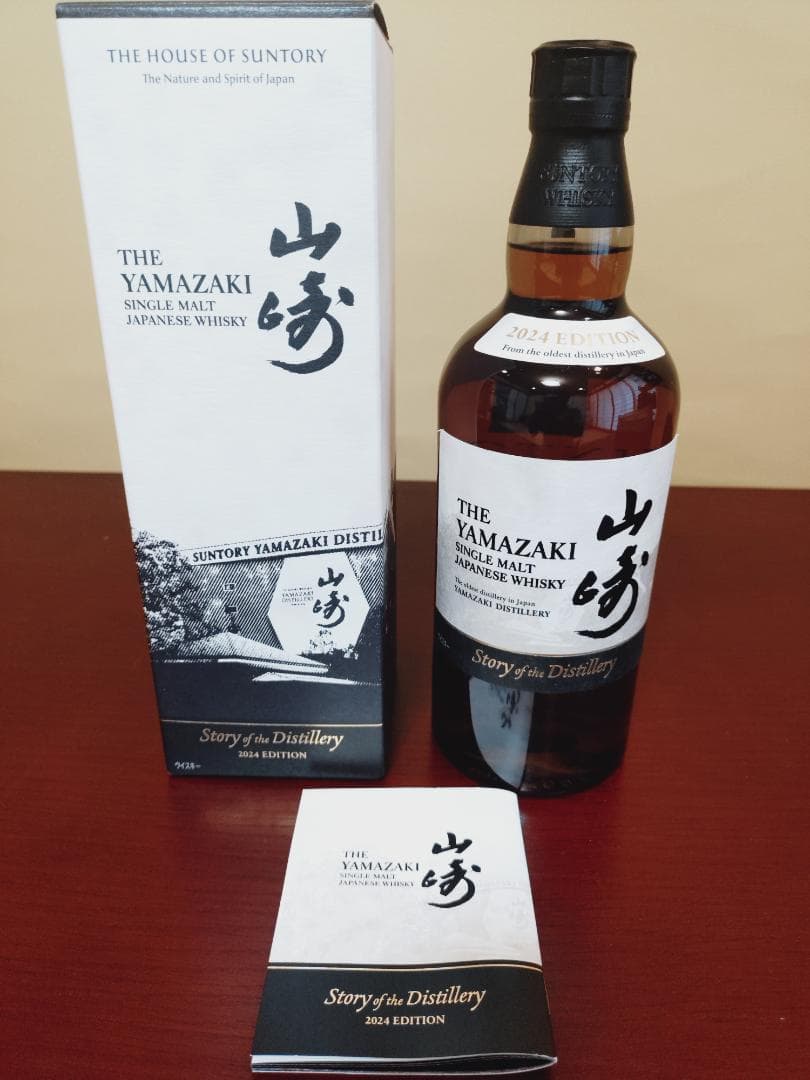 THE HOUSE OF SUNTORY
The Nature and Spirit of Japan
THE
YAMAZAKI
SINGLE MALT
JAPANESE WHISKY
山崎
SUNTORY YAMAZAKI DISTIL
YAMAZAKI
DISTILLERY
山崎
Story of the Distillery
2024 EDITION
ウイスキー
SUNTORY
WHISKY
2024 EDITION
From the oldest distillery in Japan
THE
YAMAZAKI
SINGLE MALT
JAPANESE WHISKY
The oldest distillery in Japan
YAMAZAKI DISTILLERY
山崎
Story of the Distillery
THE
YAMAZAKI
SINGLE MALT
JAPANESE WHISKY
山崎
Story of the Distillery
2024 EDITION